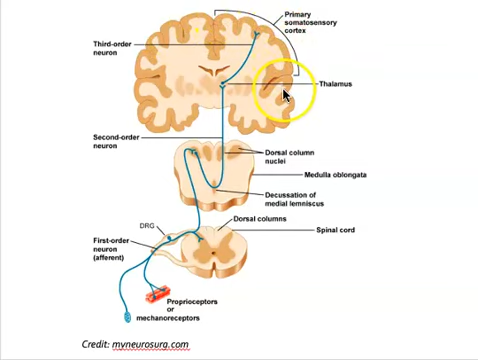 Primary
somatosensory
cortex
Third-order
neuron
Thalamus
Second-order
neuron
Dorsal column
nuclei
Medulla oblongata
Decussation of
medial lemniscus
Dorsal columns
DRG
Spinal cord
First-order
neuron
(afferent)
Proprioceptors
or
mechanoreceptors
Credit: myneurosura.com